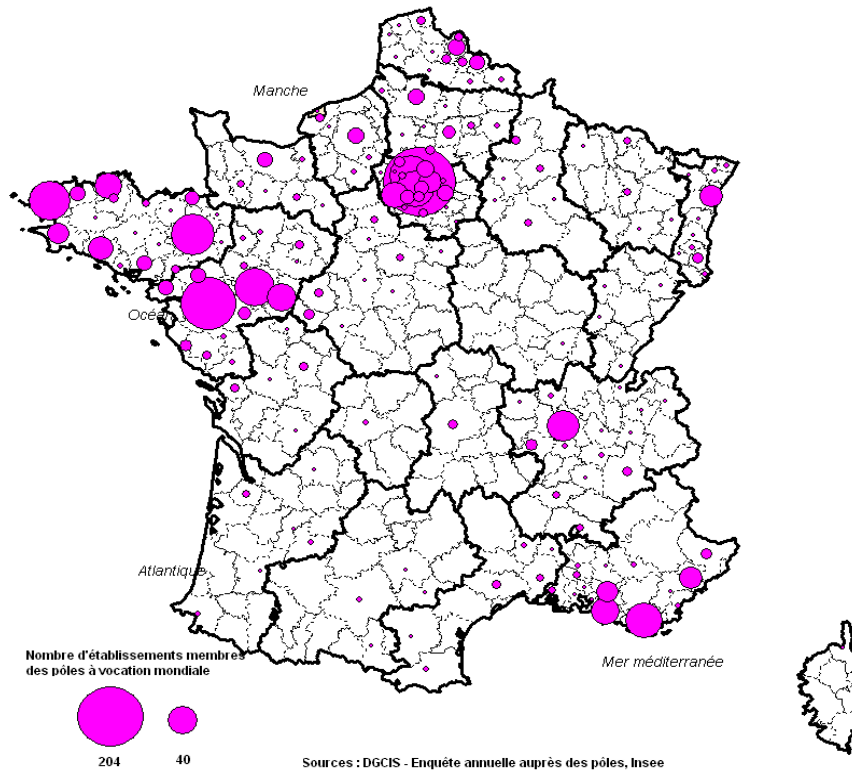 Manche
Océan
Atlantique
Nombre d'établissements membres
des pôles à vocation mondiale
Mer méditerranée
204
40
Sources : DGCIS - Enquête annuelle auprès des pôles, Insee